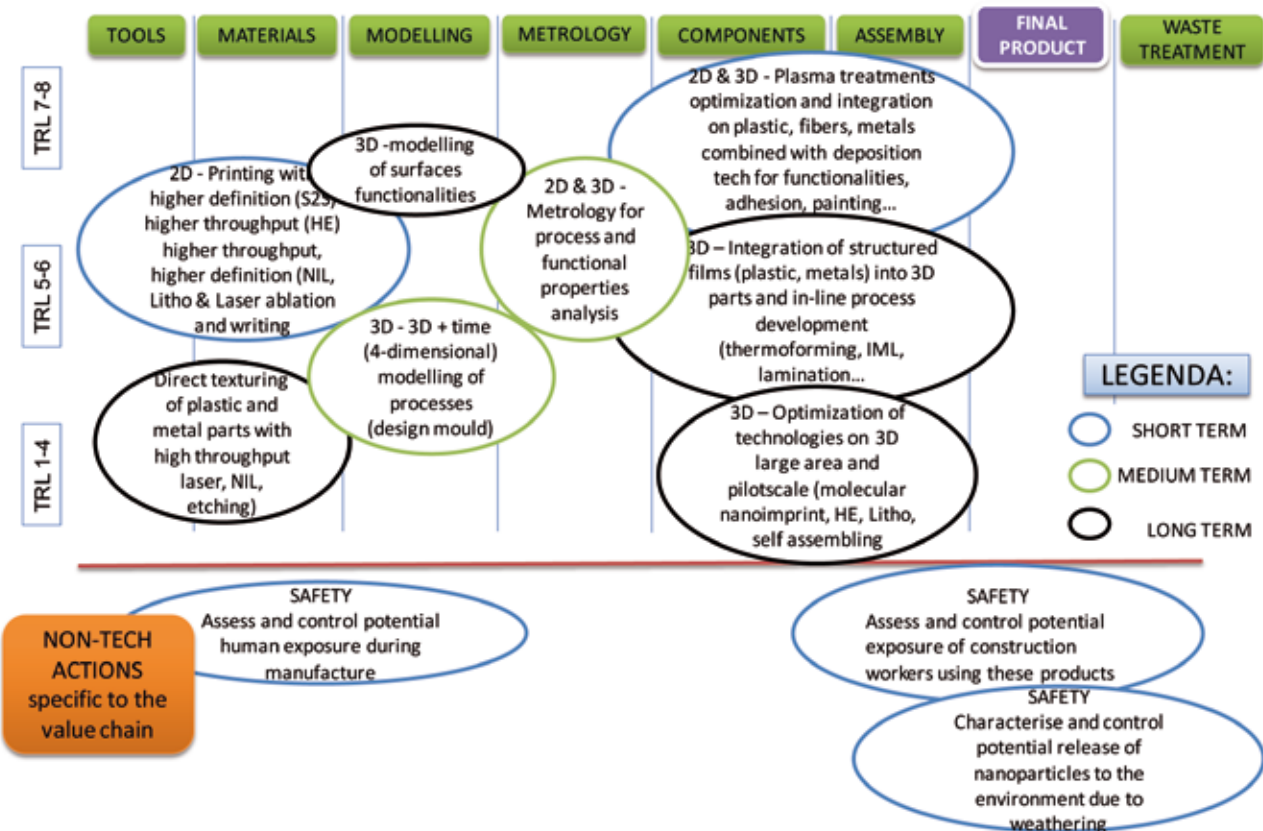 TOOLS
MATERIALS
MODELLING
METROLOGY
COMPONENTS
ASSEMBLY
FINAL
PRODUCT
WASTE
TREATMENT
TRL 7-8
TRL 5-6
TRL 1-4
2D - Printing with
higher definition (S2S)
higher throughput (HE)
higher throughput,
higher definition (NIL,
Litho & Laser ablation
and writing
Direct texturing
of plastic and
metal parts with
high throughput
laser, NIL,
etching)
3D -modelling
of surfaces
functionalities
3D - 3D + time
(4-dimensional)
modelling of
processes
(design mould)
2D & 3D -
Metrology for
process and
functional
properties
analysis
2D & 3D - Plasma treatments
optimization and integration
on plastic, fibers, metals
combined with deposition
tech for functionalities,
adhesion, painting...
3D – Integration of structured
films (plastic, metals) into 3D
parts and in-line process
development
(thermoforming, IML,
lamination...
3D – Optimization of
technologies on 3D
large area and
pilotscale (molecular
nanoimprint, HE, Litho,
self assembling
LEGENDA:
SHORT TERM
MEDIUM TERM
LONG TERM
NON-TECH
ACTIONS
specific to the
value chain
SAFETY
Assess and control potential
human exposure during
manufacture
SAFETY
Assess and control potential
exposure of construction
workers using these products
SAFETY
Characterise and control
potential release of
nanoparticles to the
environment due to
weathering